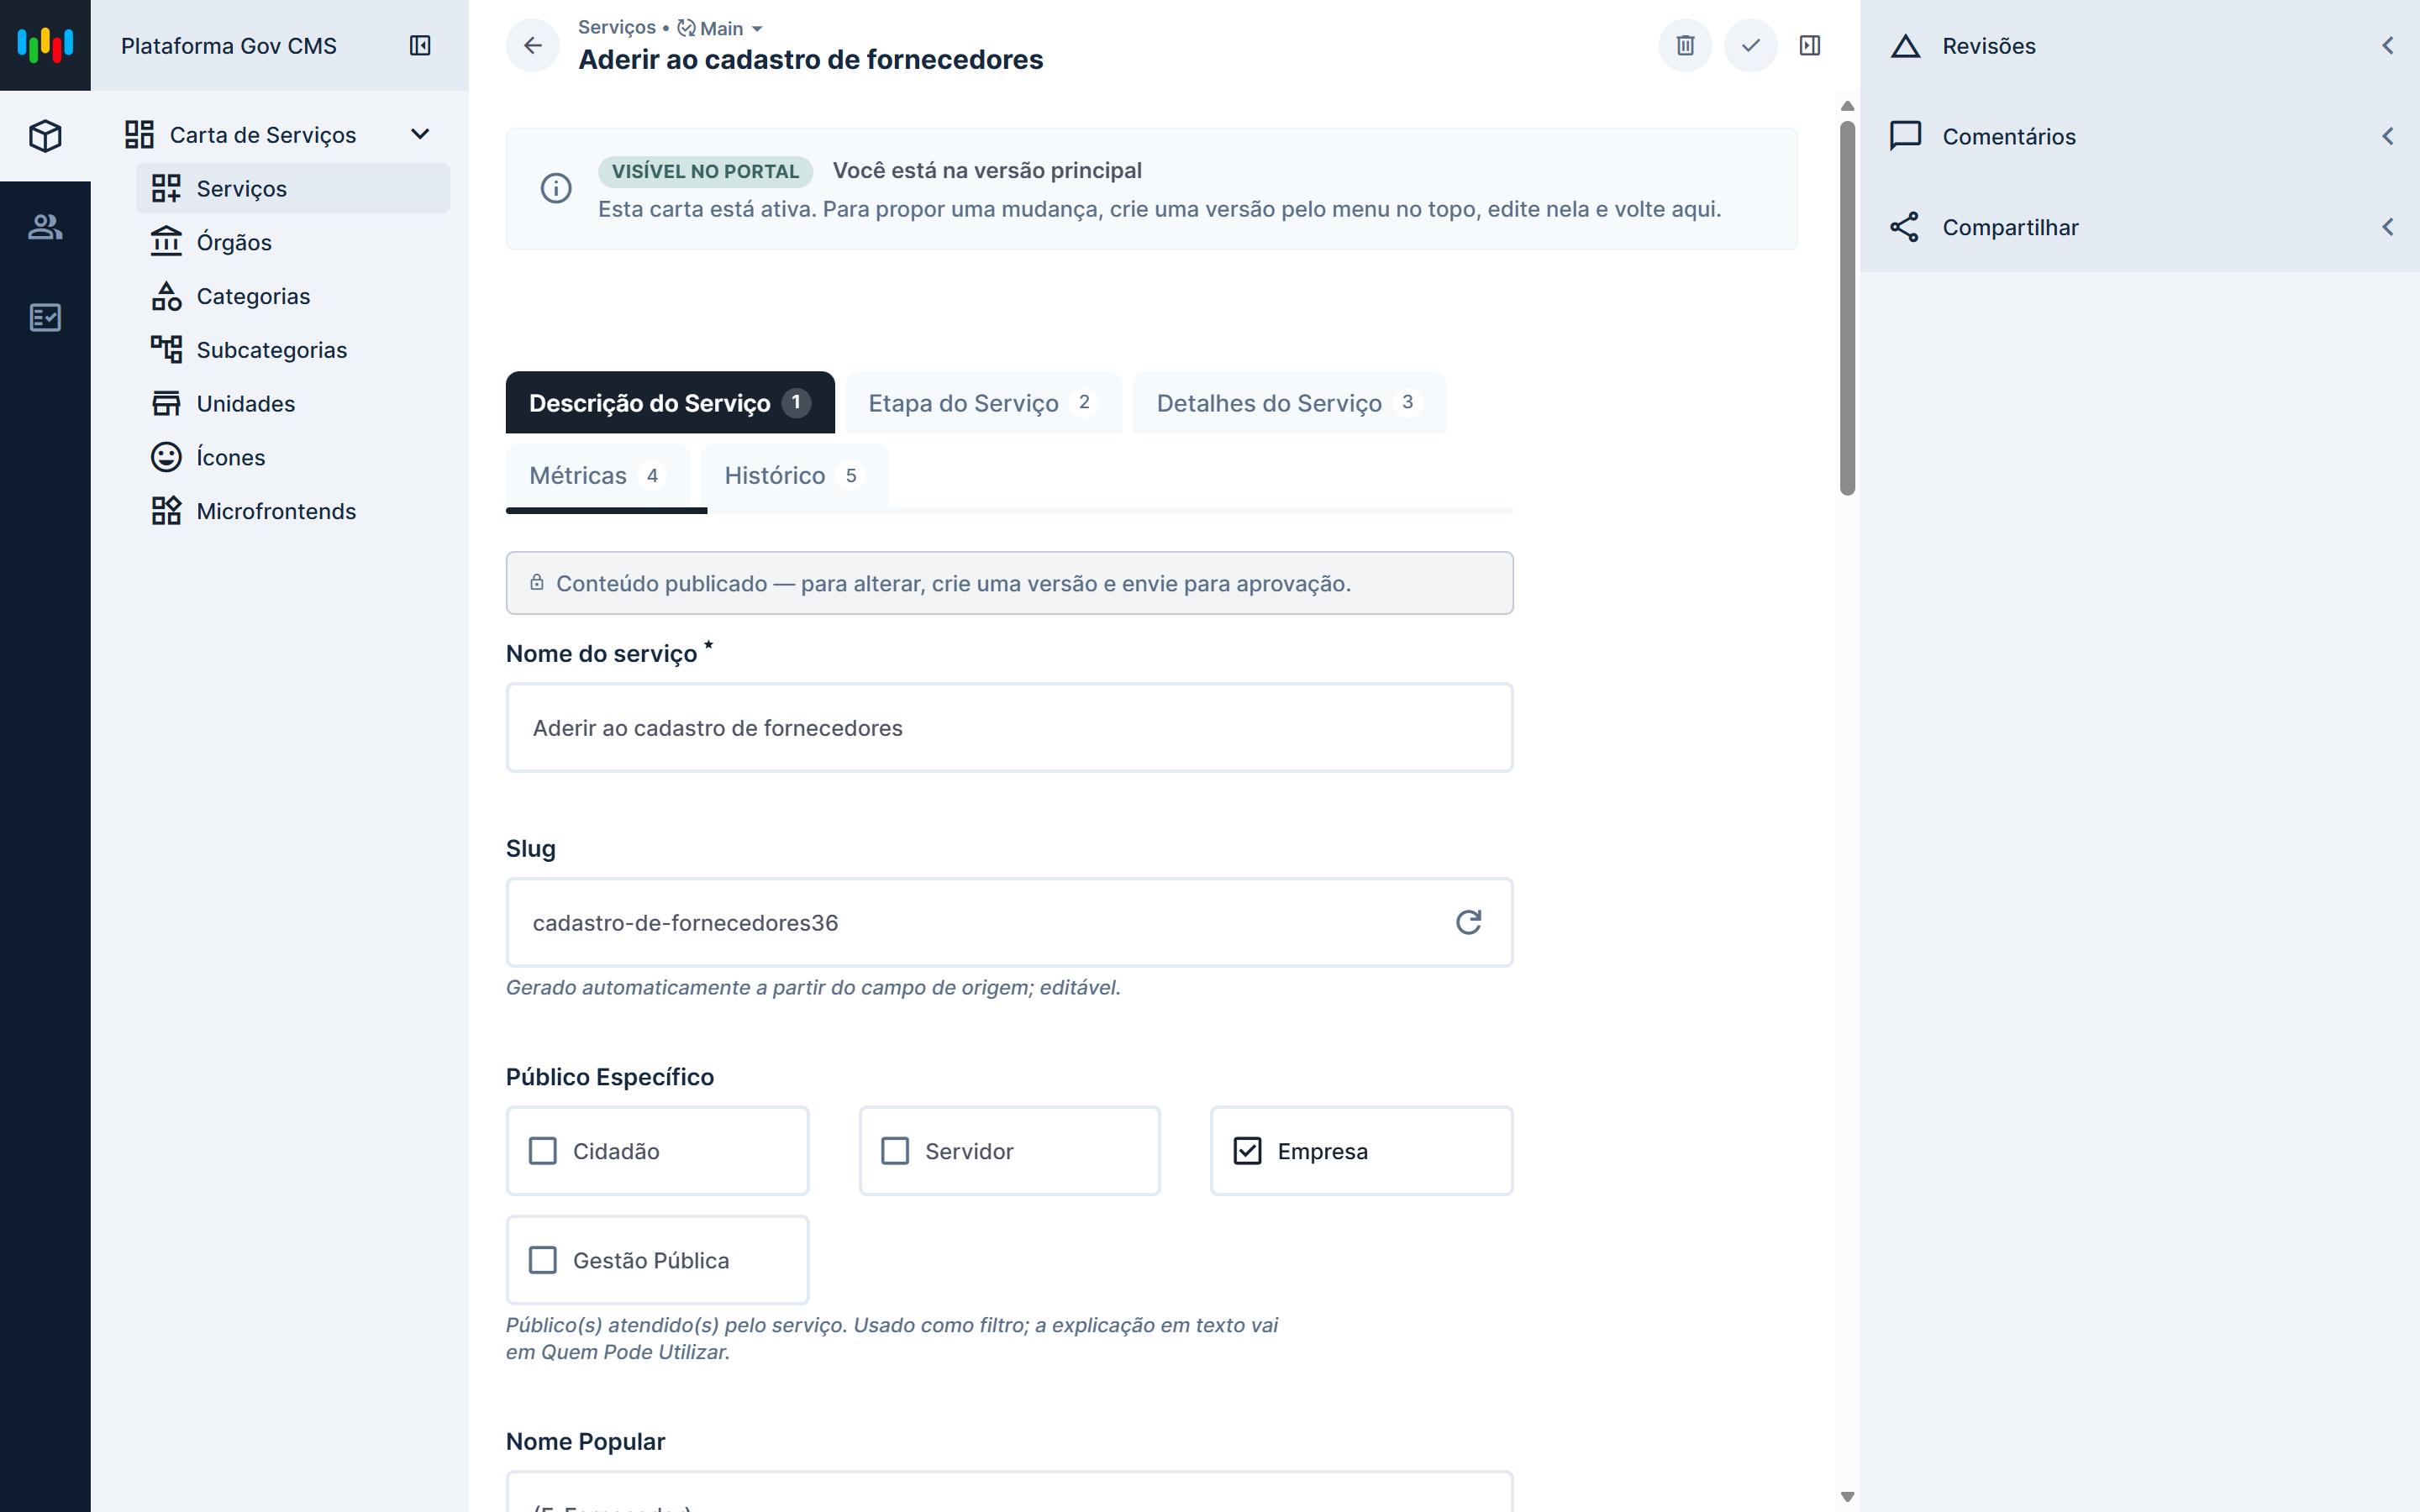 Plataforma Gov CMS
Carta de Serviços
Serviços
Órgãos
Categorias
Subcategorias
Unidades
Ícones
Microfrontends
Serviços • Main
Aderir ao cadastro de fornecedores
VISÍVEL NO PORTAL Você está na versão principal
Esta carta está ativa. Para propor uma mudança, crie uma versão pelo menu no topo, edite nela e volte aqui.
Descrição do Serviço 1
Etapa do Serviço 2
Detalhes do Serviço 3
Métricas 4
Histórico 5
Conteúdo publicado — para alterar, crie uma versão e envie para aprovação.
Nome do serviço *
Aderir ao cadastro de fornecedores
Slug
cadastro-de-fornecedores36
Gerado automaticamente a partir do campo de origem; editável.
Público Específico
Cidadão
Servidor
Empresa
Gestão Pública
Público(s) atendido(s) pelo serviço. Usado como filtro; a explicação em texto vai
em Quem Pode Utilizar.
Nome Popular
Revisões
Comentários
Compartilhar